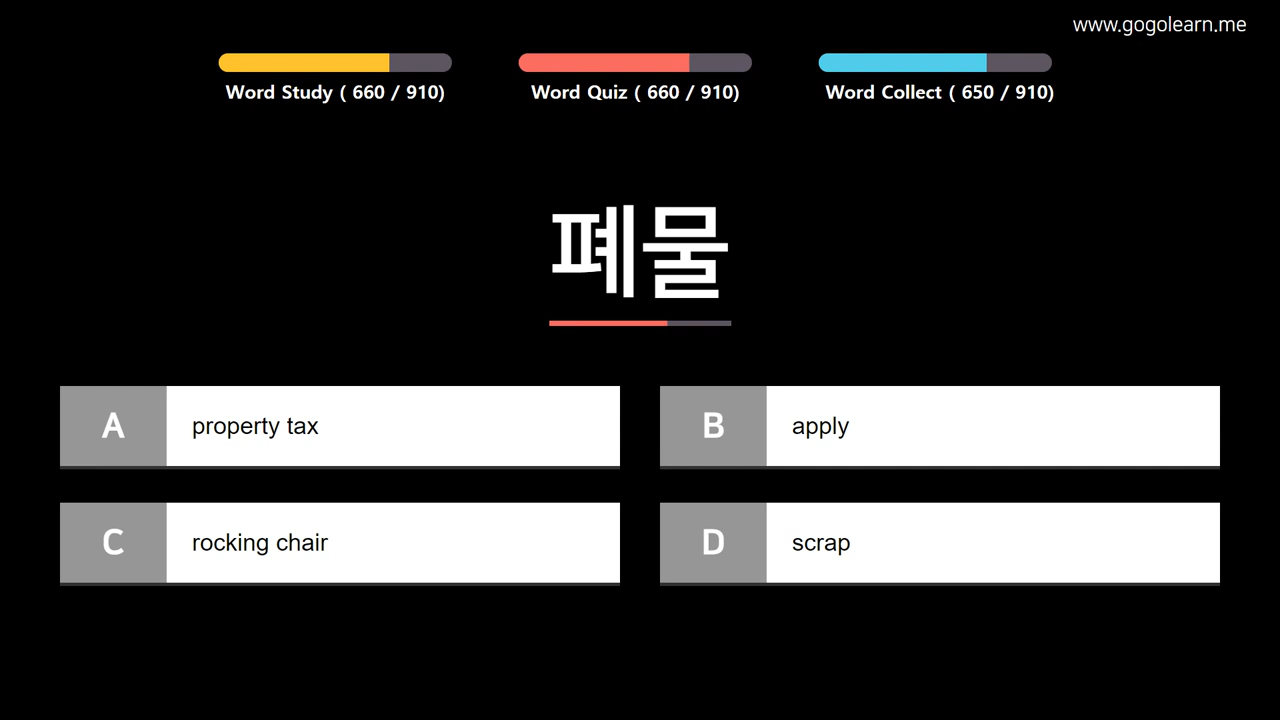 www.gogolearn.me
Word Study ( 660 / 910)
Word Quiz ( 660 / 910)
Word Collect ( 650 / 910)
폐물
A property tax
B apply
C rocking chair
D scrap